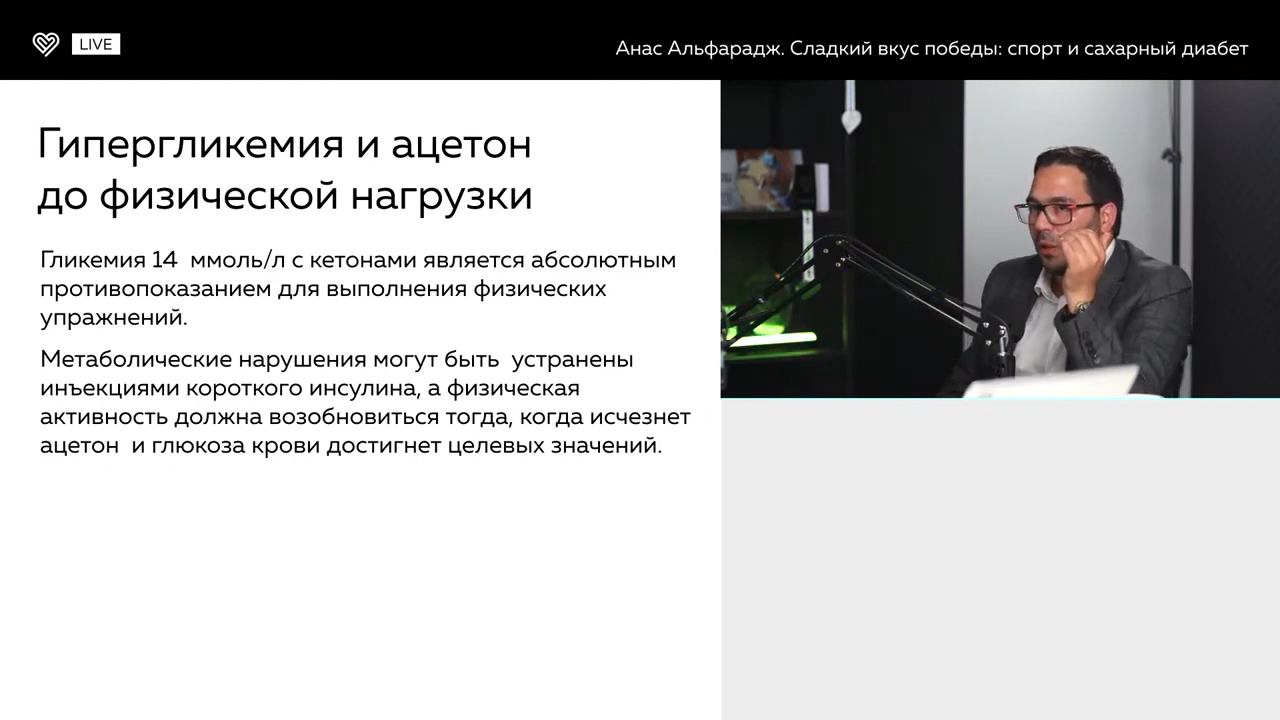 LIVE
Анас Альфарадж. Сладкий вкус победы: спорт и сахарный диабет
Гипергликемия и ацетон
до физической нагрузки
Гликемия 14  ммоль/л с кетонами является абсолютным
противопоказанием для выполнения физических
упражнений.
Метаболические нарушения могут быть  устранены
инъекциями короткого инсулина, а физическая
активность должна возобновиться тогда, когда исчезнет
ацетон  и глюкоза крови достигнет целевых значений.